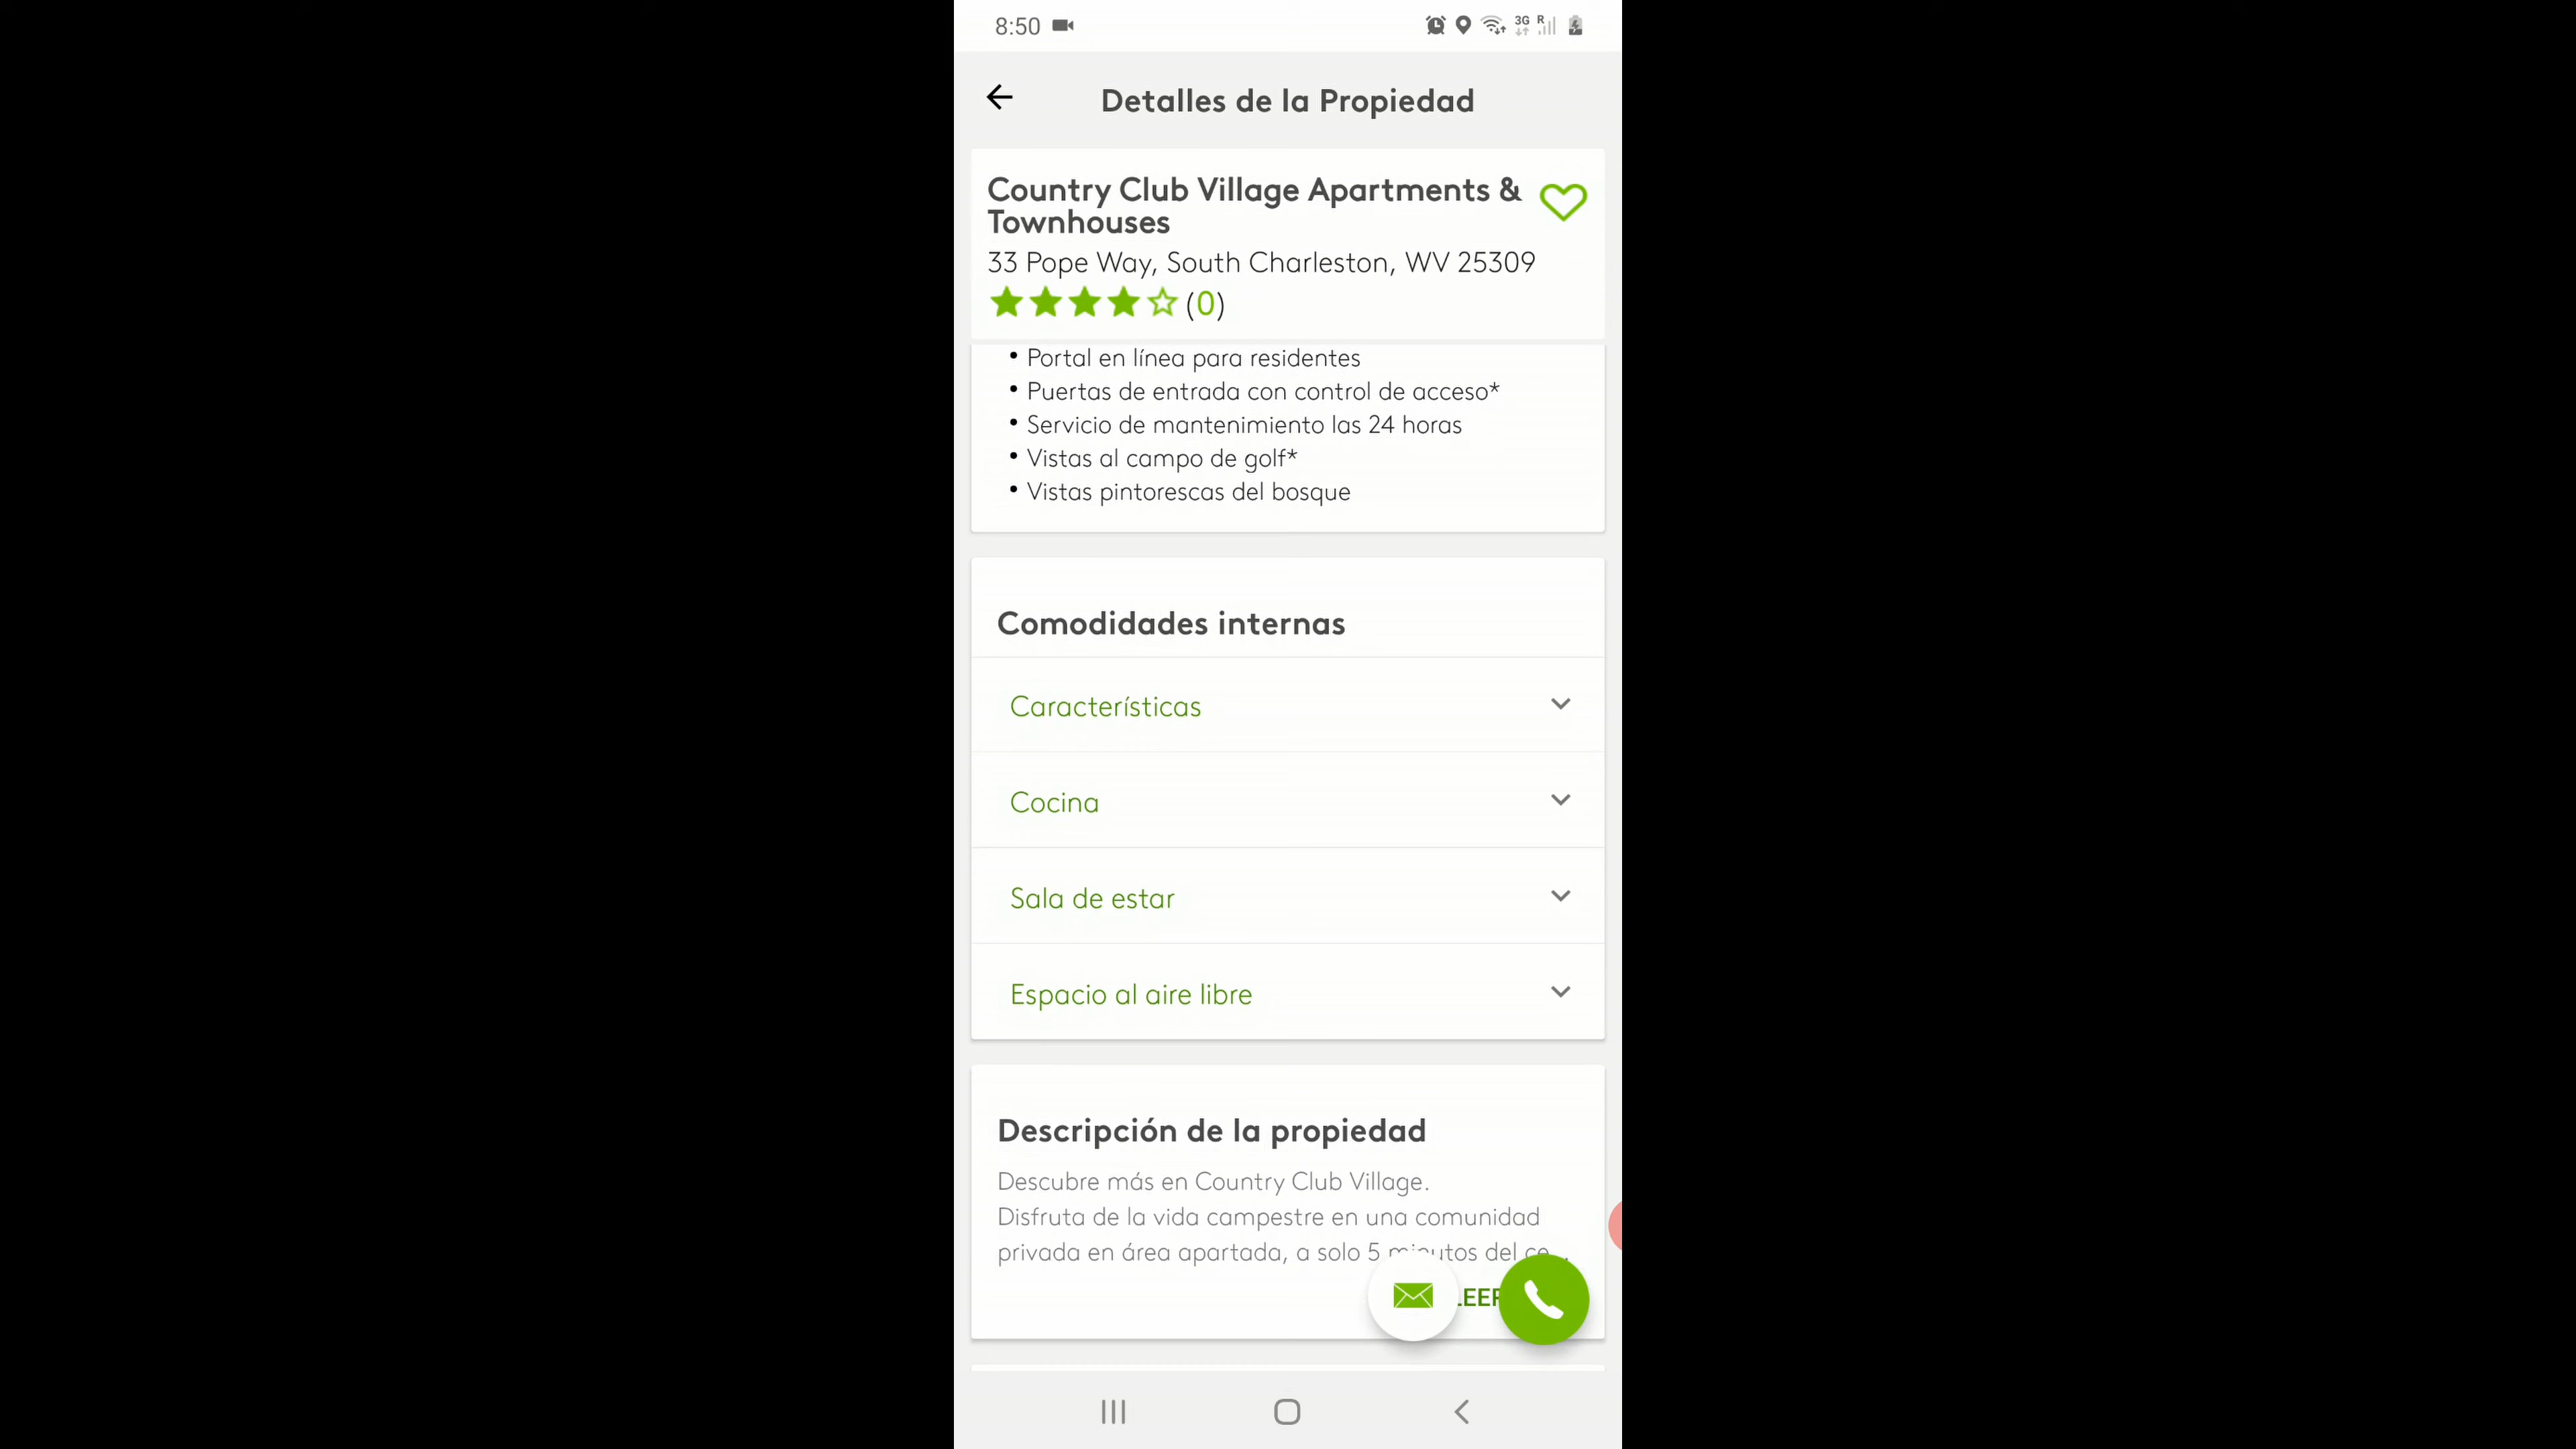 8:50
3G R
Detalles de la Propiedad
Country Club Village Apartments &
Townhouses
33 Pope Way, South Charleston, WV 25309
(0)
• Portal en línea para residentes
• Puertas de entrada con control de acceso*
• Servicio de mantenimiento las 24 horas
• Vistas al campo de golf*
• Vistas pintorescas del bosque
Comodidades internas
Características
Cocina
Sala de estar
Espacio al aire libre
Descripción de la propiedad
Descubre más en Country Club Village.
Disfruta de la vida campestre en una comunidad
privada en área apartada, a solo 5 minutos del ce...